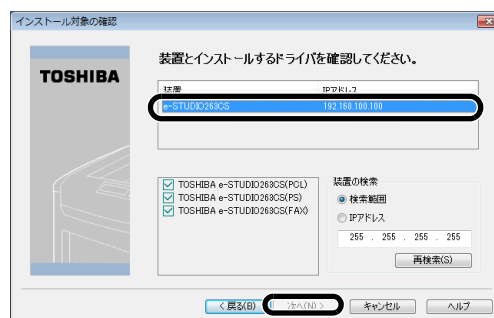 インストール対象の確認
TOSHIBA
装置とインストールするドライバを確認してください。
装置 IPアドレス
e-STUDIO263CS 192.168.100.100
TOSHIBA e-STUDIO263CS(PCL)
TOSHIBA e-STUDIO263CS(PS)
TOSHIBA e-STUDIO263CS(FAX)
装置の検索
検索範囲
IPアドレス
255 . 255 . 255 . 255
再検索(S)
< 戻る(B)
次へ(N) >
キャンセル
ヘルプ